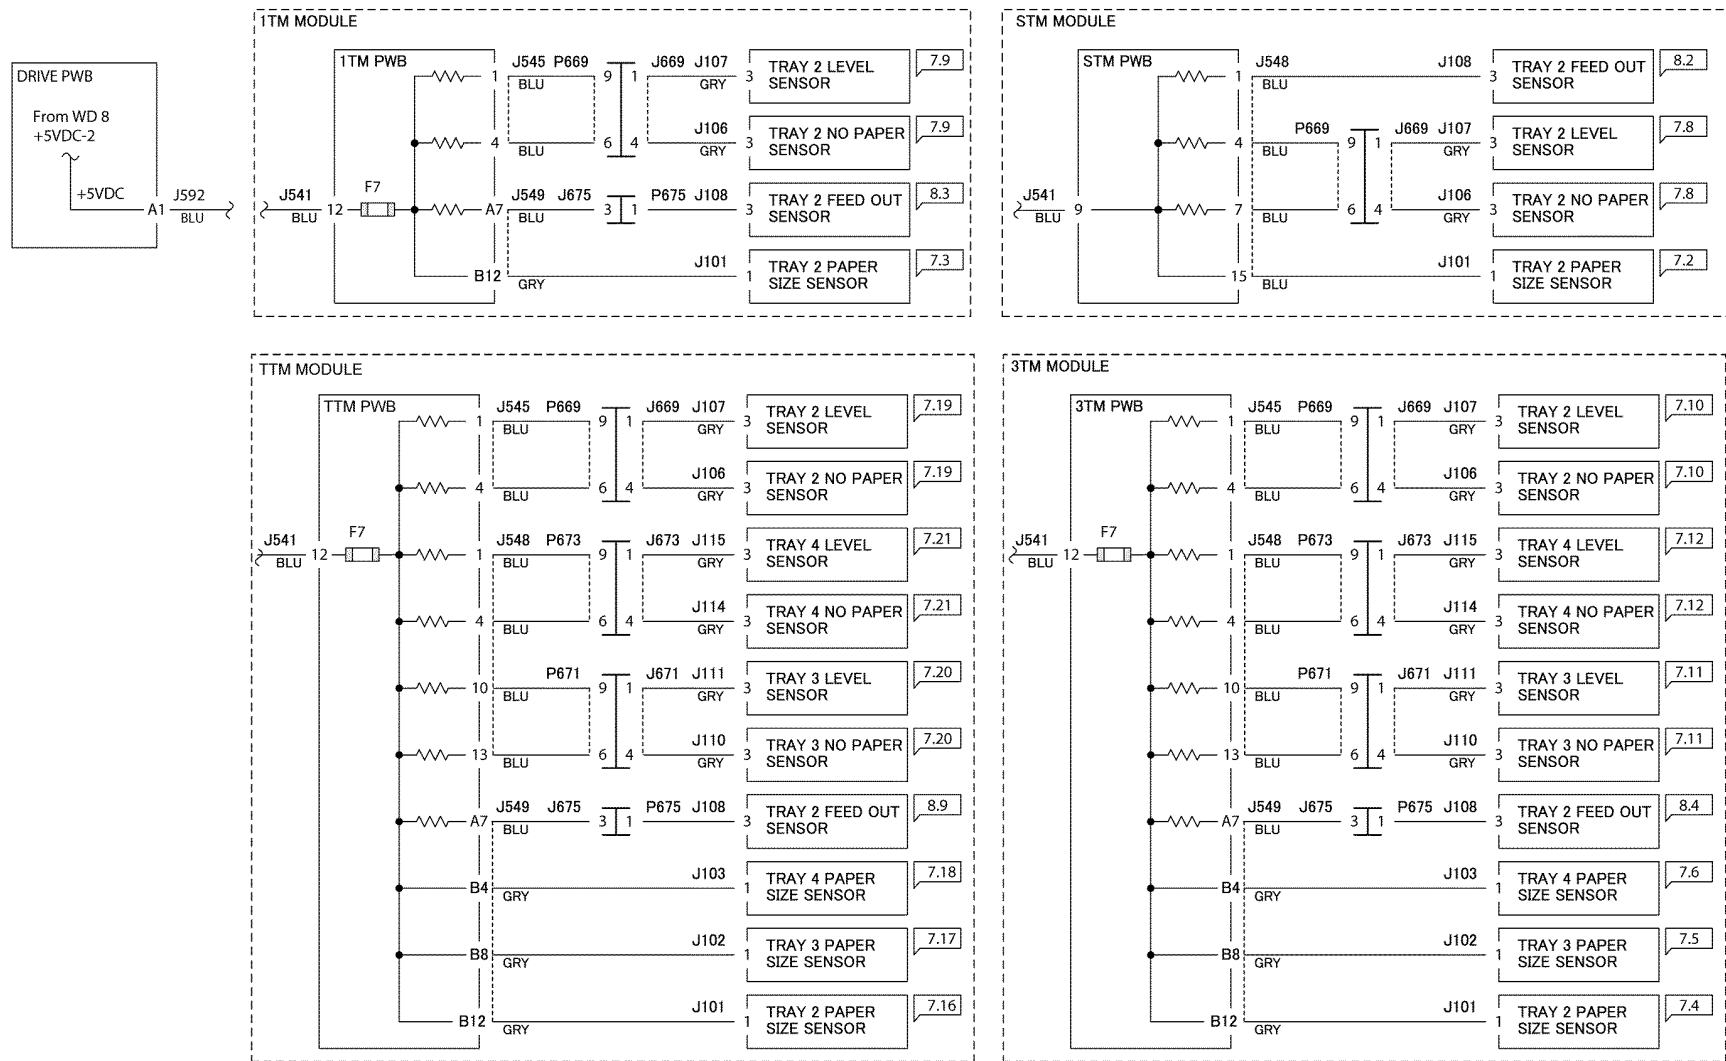 DRIVE PWB
From WD 8
+5VDC-2
+5VDC
A1
J592
BLU
1TM MODULE
1TM PWB
J541
BLU
12
F7
1
J545
BLU
P669
9
1
J669
J107
GRY
3
TRAY 2 LEVEL
SENSOR
7.9
4
BLU
6
4
J106
GRY
3
TRAY 2 NO PAPER
SENSOR
7.9
A7
J549
BLU
J675
3
1
P675
J108
3
TRAY 2 FEED OUT
SENSOR
8.3
B12
GRY
J101
1
TRAY 2 PAPER
SIZE SENSOR
7.3
STM MODULE
STM PWB
J541
BLU
9
1
J548
BLU
J108
3
TRAY 2 FEED OUT
SENSOR
8.2
4
BLU
P669
9
1
J669
J107
GRY
3
TRAY 2 LEVEL
SENSOR
7.8
7
BLU
6
4
J106
GRY
3
TRAY 2 NO PAPER
SENSOR
7.8
15
BLU
J101
1
TRAY 2 PAPER
SIZE SENSOR
7.2
TTM MODULE
TTM PWB
J541
BLU
12
F7
1
J545
BLU
P669
9
1
J669
J107
GRY
3
TRAY 2 LEVEL
SENSOR
7.19
4
BLU
6
4
J106
GRY
3
TRAY 2 NO PAPER
SENSOR
7.19
1
J548
BLU
P673
9
1
J673
J115
GRY
3
TRAY 4 LEVEL
SENSOR
7.21
4
BLU
6
4
J114
GRY
3
TRAY 4 NO PAPER
SENSOR
7.21
10
BLU
P671
9
1
J671
J111
GRY
3
TRAY 3 LEVEL
SENSOR
7.20
13
BLU
6
4
J110
GRY
3
TRAY 3 NO PAPER
SENSOR
7.20
A7
J549
BLU
J675
3
1
P675
J108
3
TRAY 2 FEED OUT
SENSOR
8.9
B4
GRY
J103
1
TRAY 4 PAPER
SIZE SENSOR
7.18
B8
GRY
J102
1
TRAY 3 PAPER
SIZE SENSOR
7.17
B12
GRY
J101
1
TRAY 2 PAPER
SIZE SENSOR
7.16
3TM MODULE
3TM PWB
J541
BLU
12
F7
1
J545
BLU
P669
9
1
J669
J107
GRY
3
TRAY 2 LEVEL
SENSOR
7.10
4
BLU
6
4
J106
GRY
3
TRAY 2 NO PAPER
SENSOR
7.10
1
J548
BLU
P673
9
1
J673
J115
GRY
3
TRAY 4 LEVEL
SENSOR
7.12
4
BLU
6
4
J114
GRY
3
TRAY 4 NO PAPER
SENSOR
7.12
10
BLU
P671
9
1
J671
J111
GRY
3
TRAY 3 LEVEL
SENSOR
7.11
13
BLU
6
4
J110
GRY
3
TRAY 3 NO PAPER
SENSOR
7.11
A7
J549
BLU
J675
3
1
P675
J108
3
TRAY 2 FEED OUT
SENSOR
8.4
B4
GRY
J103
1
TRAY 4 PAPER
SIZE SENSOR
7.6
B8
GRY
J102
1
TRAY 3 PAPER
SIZE SENSOR
7.5
B12
GRY
J101
1
TRAY 2 PAPER
SIZE SENSOR
7.4